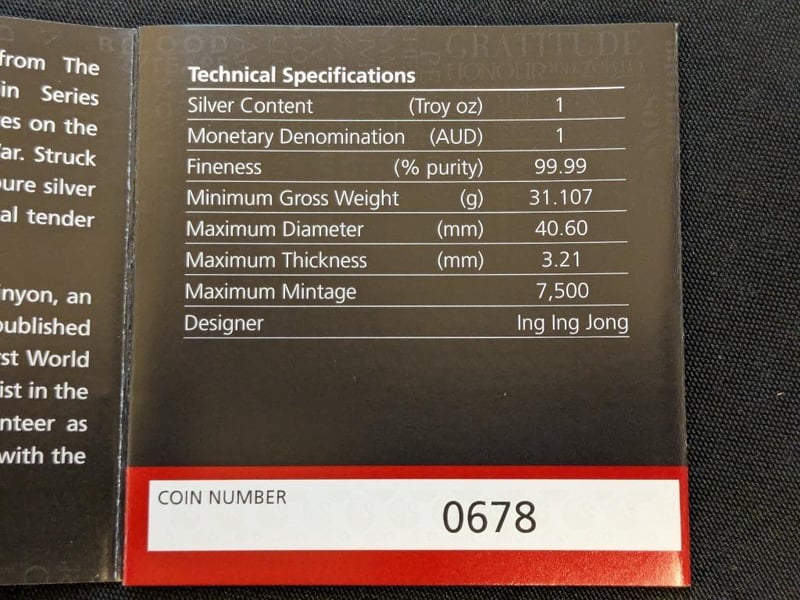 from The
in Series
es on the
ar. Struck
ure silver
al tender
nyon, an
ublished
st World
ist in the
nteer as
with the
GRATITUDE
Technical Specifications
Silver Content (Troy oz) 1
Monetary Denomination (AUD) 1
Fineness (% purity) 99.99
Minimum Gross Weight (g) 31.107
Maximum Diameter (mm) 40.60
Maximum Thickness (mm) 3.21
Maximum Mintage 7,500
Designer Ing Ing Jong
COIN NUMBER 0678